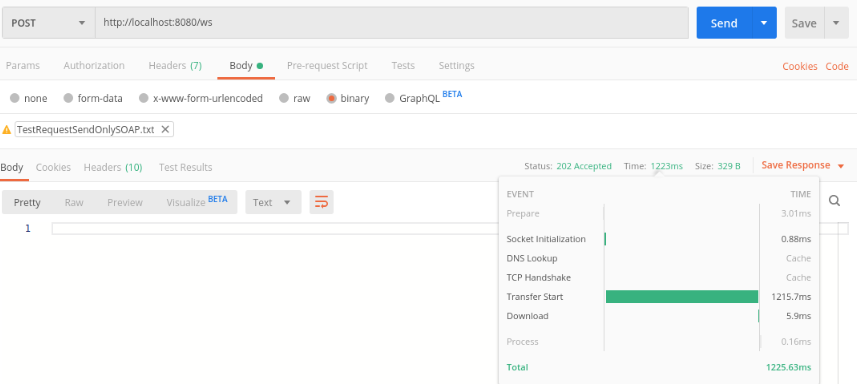 POST http://localhost:8080/ws Send Save
Params Authorization Headers (7) Body Pre-request Script Tests Settings Cookies Code
none form-data x-www-form-urlencoded raw binary GraphQL BETA
TestRequestSendOnlySOAP.txt
Body Cookies Headers (10) Test Results Status: 202 Accepted Time: 1223ms Size: 329 B Save Response
Pretty Raw Preview Visualize BETA Text
1
EVENT TIME
Prepare 3.01ms
Socket Initialization 0.88ms
DNS Lookup Cache
TCP Handshake Cache
Transfer Start 1215.7ms
Download 5.9ms
Process 0.16ms
Total 1225.63ms